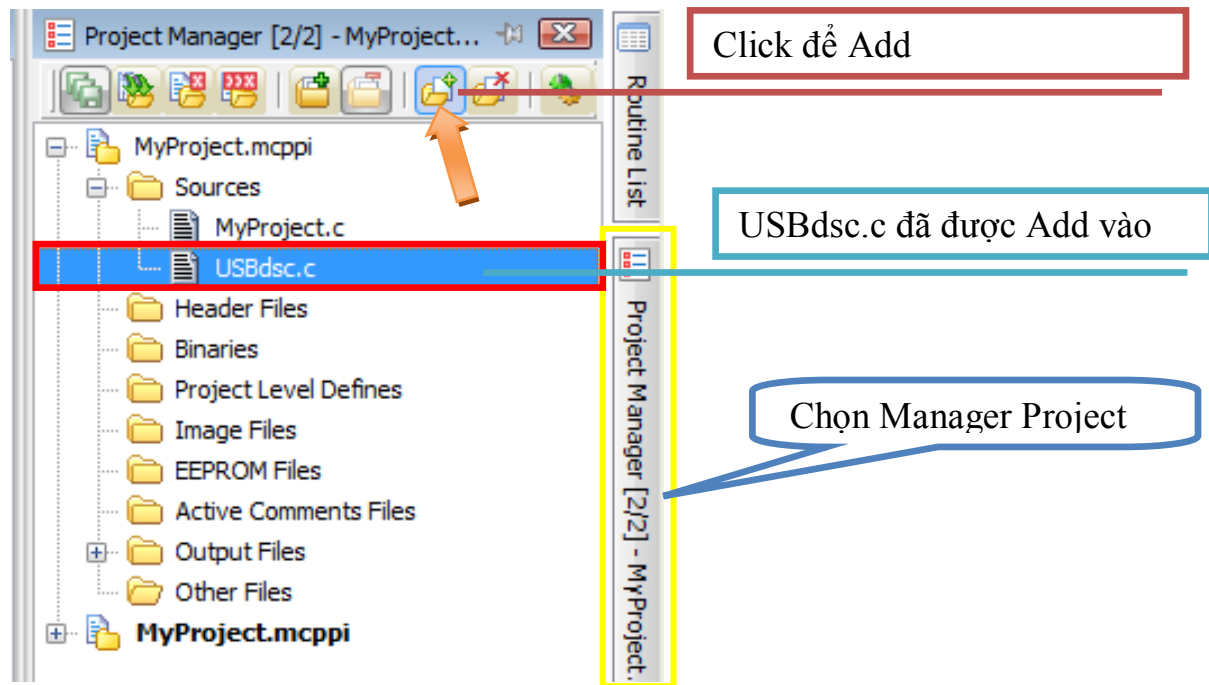 Project Manager [2/2] - MyProject...
MyProject.mcppi
Sources
MyProject.c
USBdsc.c
Header Files
Binaries
Project Level Defines
Image Files
EEPROM Files
Active Comments Files
Output Files
Other Files
MyProject.mcppi
Routine List
Project Manager [2/2] - MyProject.
Click để Add
USBdsc.c đã được Add vào
Chọn Manager Project